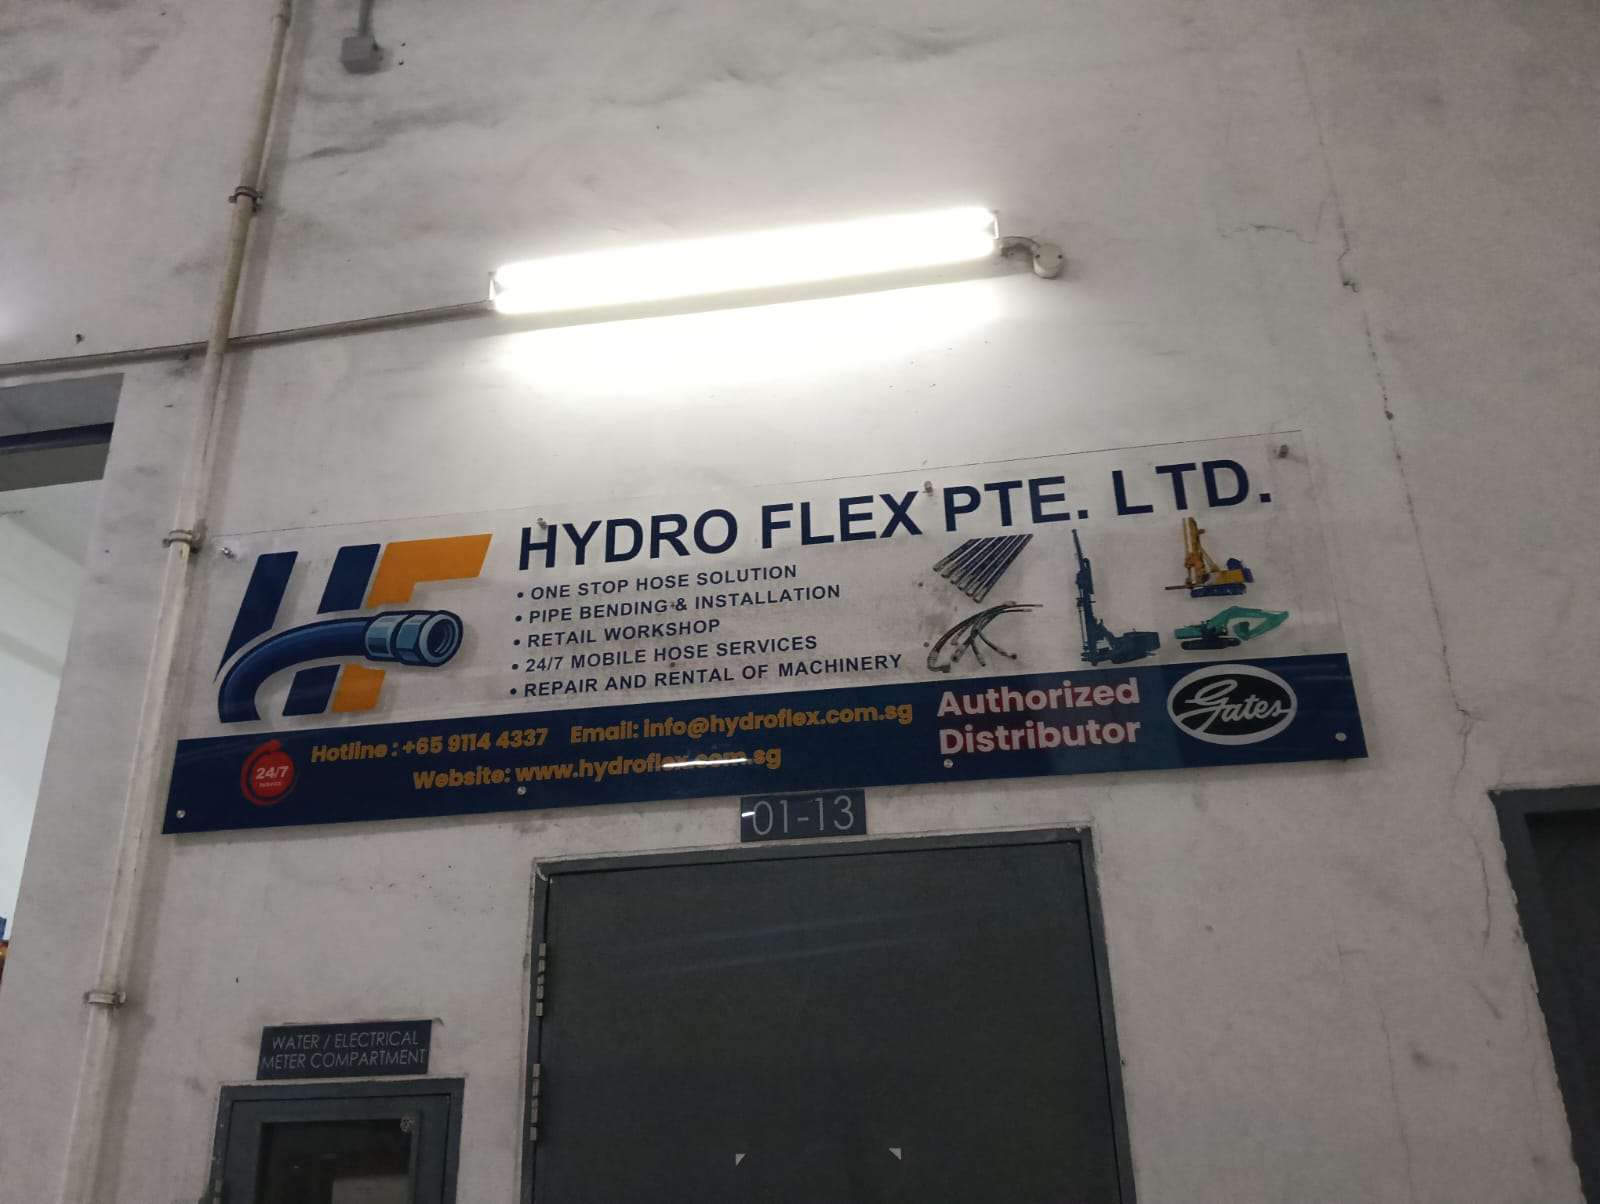 HYDRO FLEX PTE. LTD.
• ONE STOP HOSE SOLUTION
• PIPE BENDING & INSTALLATION
• RETAIL WORKSHOP
• 24/7 MOBILE HOSE SERVICES
• REPAIR AND RENTAL OF MACHINERY
24/7
Hotline : +65 9114 4337 Email: info@hydroflex.com.sg
Website: www.hydroflex.com.sg
Authorized
Distributor
Gates
01-13
WATER / ELECTRICAL
METER COMPARTMENT